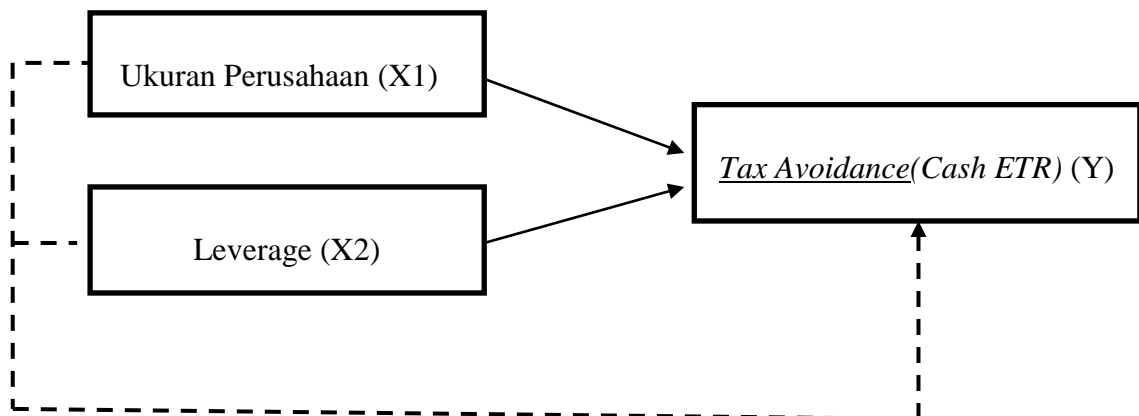 Ukuran Perusahaan (X1)
Tax Avoidance(Cash ETR) (Y)
Leverage (X2)